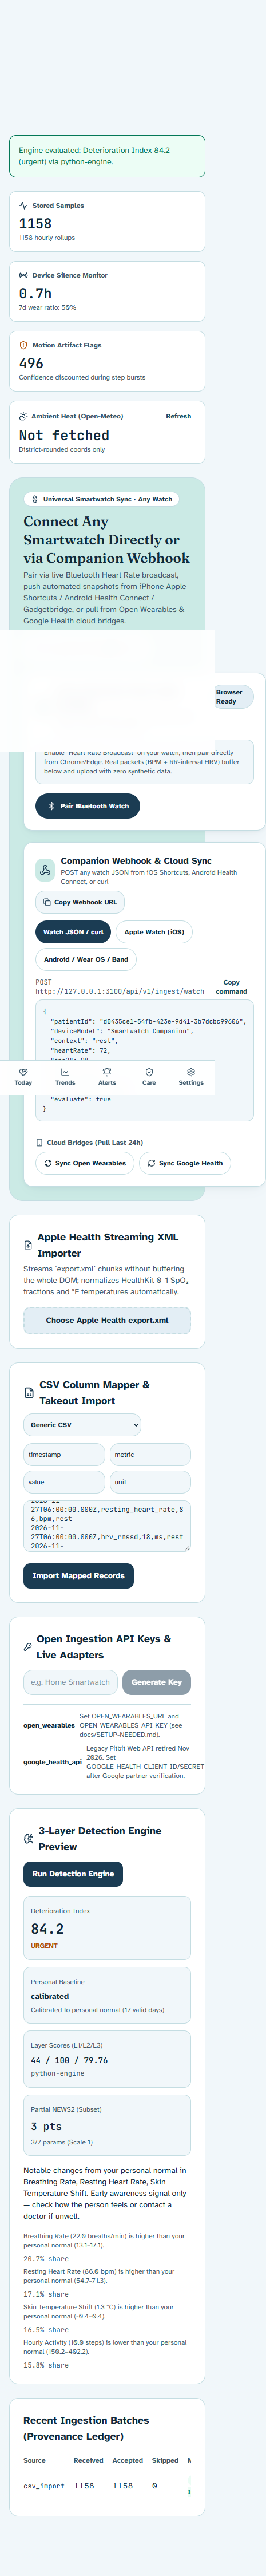 Engine evaluated: Deterioration Index 84.2
(urgent) via python-engine.
Stored Samples
1158
1158 hourly rollups
Device Silence Monitor
0.7h
7d wear ratio: 50%
Motion Artifact Flags
496
Confidence discounted during step bursts
Ambient Heat (Open-Meteo)
Refresh
Not fetched
District-rounded coords only
Universal Smartwatch Sync · Any Watch
Connect Any
Smartwatch Directly or
via Companion Webhook
Pair via live Bluetooth Heart Rate broadcast,
push automated snapshots from iPhone Apple
Shortcuts / Android Health Connect /
Gadgetbridge, or pull from Open Wearables &
Google Health cloud bridges.
Browser
Ready
Enable `Heart Rate Broadcast` on your watch, then pair directly
from Chrome/Edge. Real packets (BPM + RR-interval HRV) buffer
below and upload with zero synthetic data.
Pair Bluetooth Watch
Companion Webhook & Cloud Sync
POST any watch JSON from iOS Shortcuts, Android Health
Connect, or curl
Copy Webhook URL
Watch JSON / curl
Apple Watch (iOS)
Android / Wear OS / Band
POST
http://127.0.0.1:3100/api/v1/ingest/watch
Copy
command
{
"patientId": "d0435ce1-54fb-423e-9d41-3b7dcbc99606",
"deviceModel": "Smartwatch Companion",
"context": "rest",
"heartRate": 72,
Today
Trends
Alerts
Care
Settings
"evaluate": true
}
Cloud Bridges (Pull Last 24h)
Sync Open Wearables
Sync Google Health
Apple Health Streaming XML
Importer
Streams `export.xml` chunks without buffering
the whole DOM; normalizes HealthKit 0–1 SpO₂
fractions and °F temperatures automatically.
Choose Apple Health export.xml
CSV Column Mapper &
Takeout Import
Generic CSV
timestamp
metric
value
unit
27T06:00:00.000Z,resting_heart_rate,8
6,bpm,rest
2026-11-
27T06:00:00.000Z,hrv_rmssd,18,ms,rest
2026-11-
Import Mapped Records
Open Ingestion API Keys &
Live Adapters
e.g. Home Smartwatch
Generate Key
open_wearables
Set OPEN_WEARABLES_URL and
OPEN_WEARABLES_API_KEY (see
docs/SETUP-NEEDED.md).
google_health_api
Legacy Fitbit Web API retired Nov
2026. Set
GOOGLE_HEALTH_CLIENT_ID/SECRET
after Google partner verification.
3-Layer Detection Engine
Preview
Run Detection Engine
Deterioration Index
84.2
URGENT
Personal Baseline
calibrated
Calibrated to personal normal (17 valid days)
Layer Scores (L1/L2/L3)
44 / 100 / 79.76
python-engine
Partial NEWS2 (Subset)
3 pts
3/7 params (Scale 1)
Notable changes from your personal normal in
Breathing Rate, Resting Heart Rate, Skin
Temperature Shift. Early awareness signal only
— check how the person feels or contact a
doctor if unwell.
Breathing Rate (22.0 breaths/min) is higher than your
personal normal (13.1–17.1).
20.7% share
Resting Heart Rate (86.0 bpm) is higher than your
personal normal (54.7–71.3).
17.1% share
Skin Temperature Shift (1.3 °C) is higher than your
personal normal (-0.4–0.4).
16.5% share
Hourly Activity (10.0 steps) is lower than your personal
normal (150.2–402.2).
15.8% share
Recent Ingestion Batches
(Provenance Ledger)
Source
Received
Accepted
Skipped
csv_import
1158
1158
0